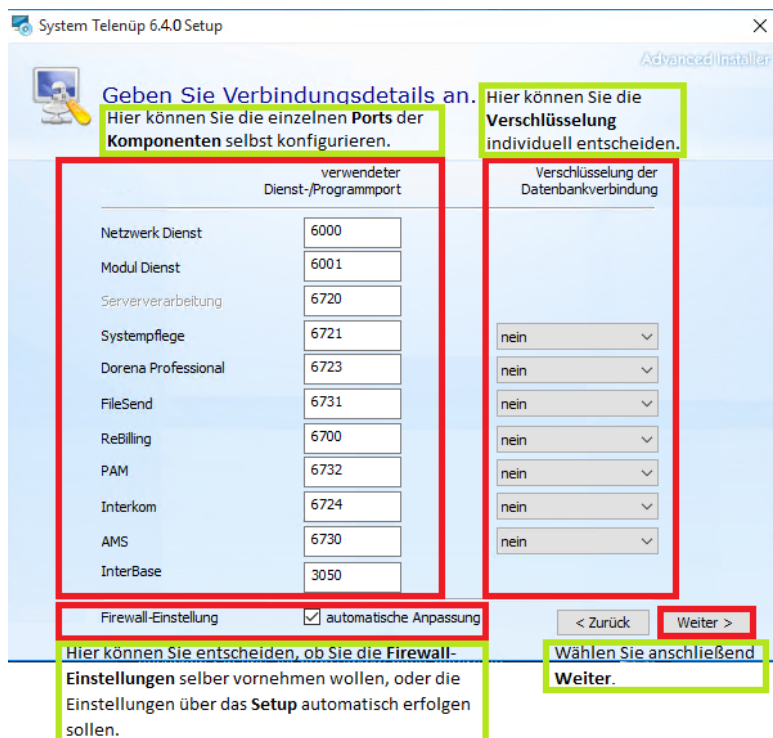 System Telenüp 6.4.0 Setup
Advanced Installer
Geben Sie Verbindungsdetails an.
Hier können Sie die einzelnen Ports der
Komponenten selbst konfigurieren.
Hier können Sie die
Verschlüsselung
individuell entscheiden.
verwendeter
Dienst-/Programmport
Verschlüsselung der
Datenbankverbindung
Netzwerk Dienst 6000
Modul Dienst 6001
Serververarbeitung 6720
Systempflege 6721 nein
Dorena Professional 6723 nein
FileSend 6731 nein
ReBilling 6700 nein
PAM 6732 nein
Interkom 6724 nein
AMS 6730 nein
InterBase 3050
Firewall-Einstellung automatische Anpassung < Zurück Weiter >
Hier können Sie entscheiden, ob Sie die Firewall-
Einstellungen selber vornehmen wollen, oder die
Einstellungen über das Setup automatisch erfolgen
sollen.
Wählen Sie anschließend
Weiter.